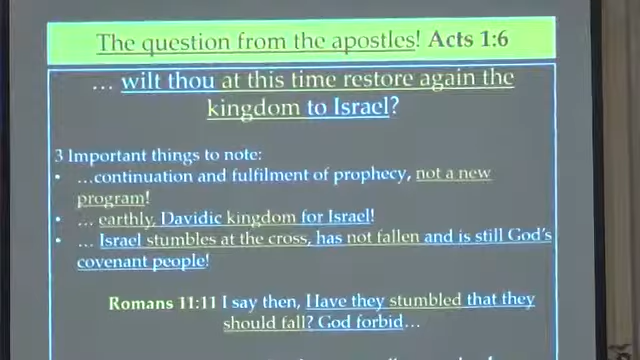 The question from the apostles! Acts 1:6
… wilt thou at this time restore again the
kingdom to Israel?
3 Important things to note:
• …continuation and fulfilment of prophecy, not a new
program!
• … earthly, Davidic kingdom for Israel!
• … Israel stumbles at the cross, has not fallen and is still God's
covenant people!
Romans 11:11 I say then, Have they stumbled that they
should fall? God forbid…